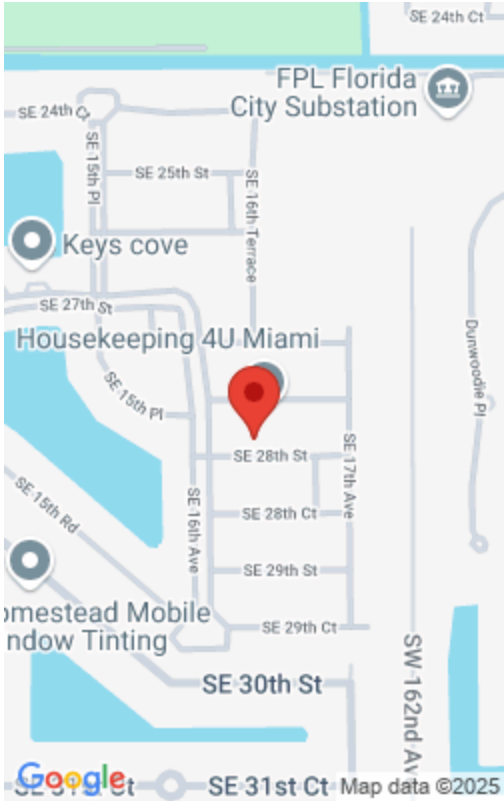 SE 24th Ct
FPL Florida
City Substation
SE 24th Ct
SE 15th Pl
SE 25th St
SE 16th Terrace
Keys cove
SE 27th St
Housekeeping 4U Miami
Dunwoodie Pl
SE 15th Pl
SE 17th Ave
SE 28th St
SE 15th Rd
SE 16th Ave
SE 28th Ct
SE 29th St
omestead Mobile
ndow Tinting
SE 29th Ct
SW 162nd Av
SE 30th St
Google
SE 31st Ct
SE 31st Ct
Map data ©2025